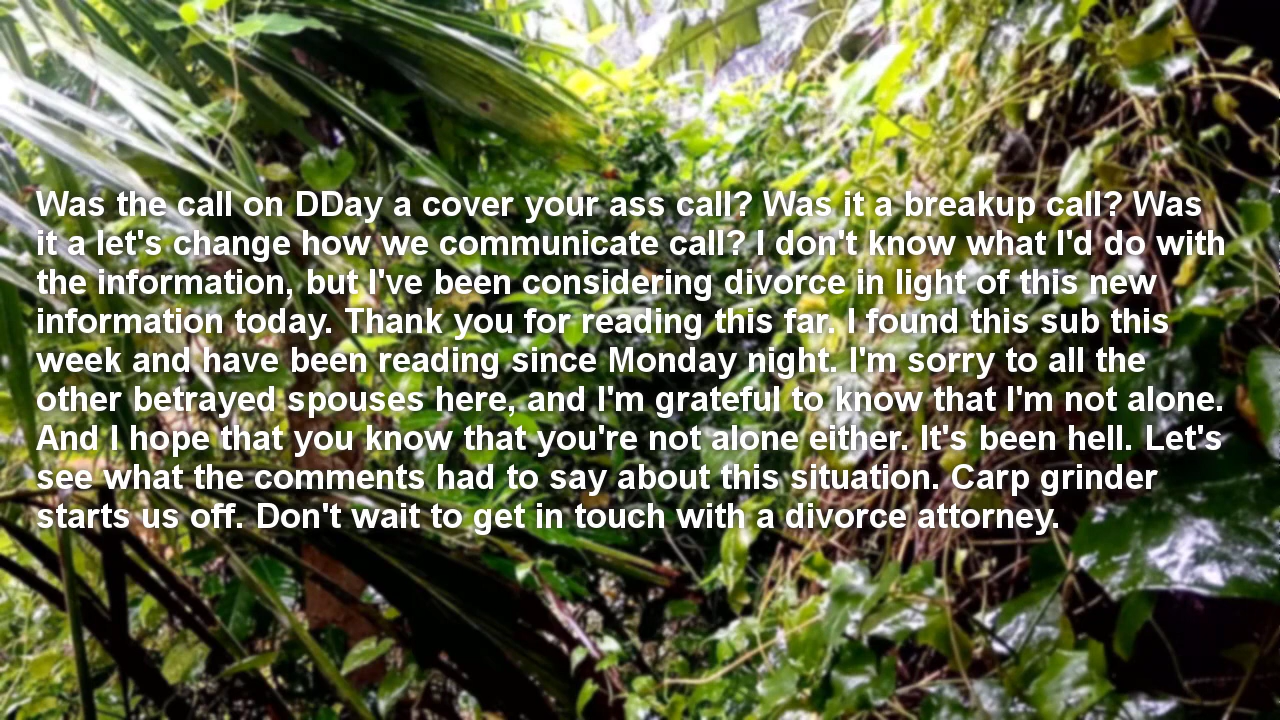 Was the call on DDay a cover your ass call? Was it a breakup call? Was
it a let's change how we communicate call? I don't know what I'd do with
the information, but I've been considering divorce in light of this new
information today. Thank you for reading this far. I found this sub this
week and have been reading since Monday night. I'm sorry to all the
other betrayed spouses here, and I'm grateful to know that I'm not alone.
And I hope that you know that you're not alone either. It's been hell. Let's
see what the comments had to say about this situation. Carp grinder
starts us off. Don't wait to get in touch with a divorce attorney.